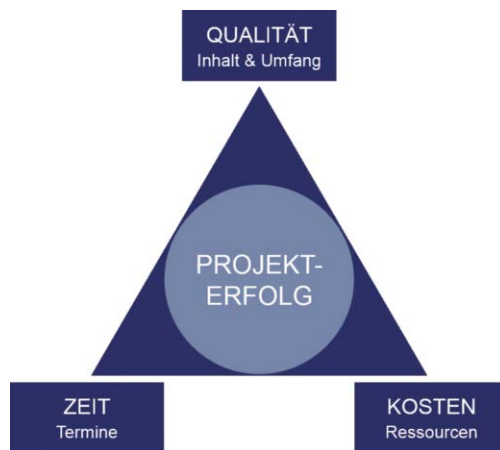 QUALITÄT
Inhalt & Umfang
PROJEKT-
ERFOLG
ZEIT
Termine
KOSTEN
Ressourcen